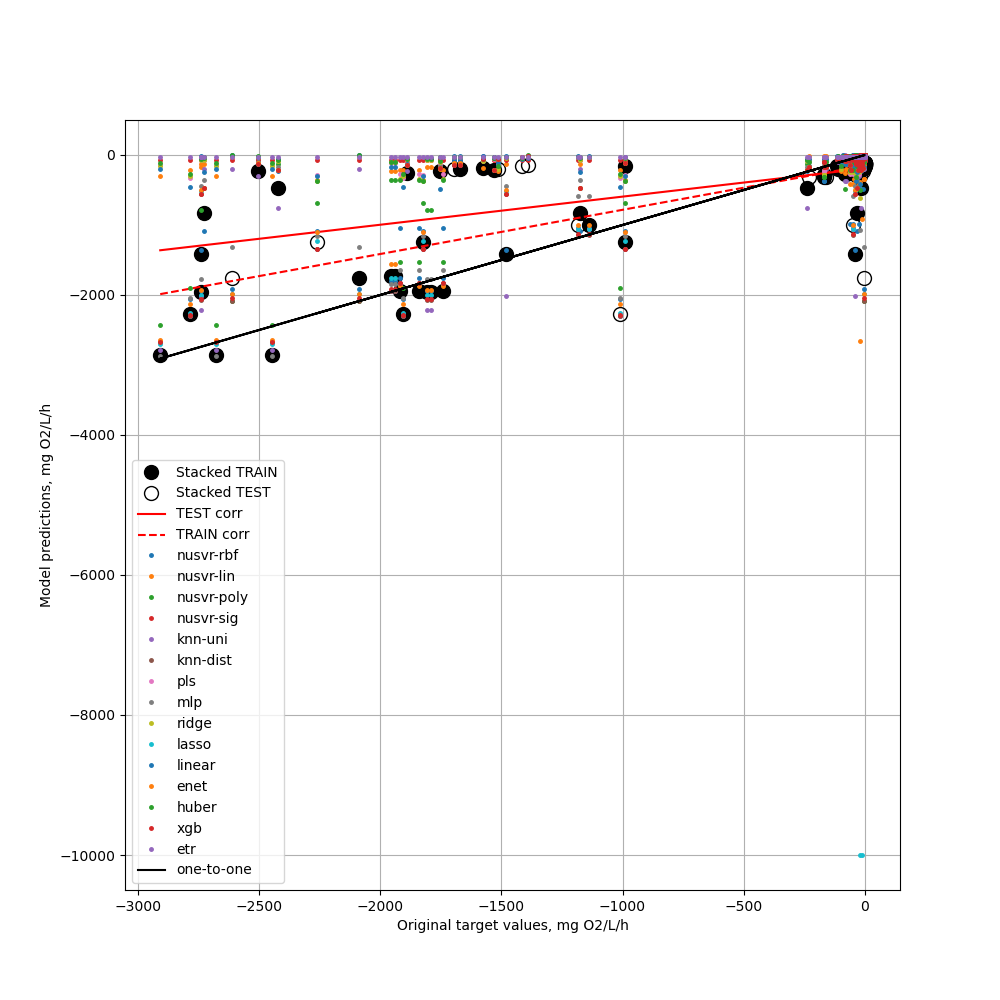 0
−2000
−4000
−6000
−8000
−10000
Model predictions, mg O2/L/h
Stacked TRAIN
Stacked TEST
TEST corr
TRAIN corr
nusvr-rbf
nusvr-lin
nusvr-poly
nusvr-sig
knn-uni
knn-dist
pls
mlp
ridge
lasso
linear
enet
huber
xgb
etr
one-to-one
−3000 −2500 −2000 −1500 −1000 −500 0
Original target values, mg O2/L/h